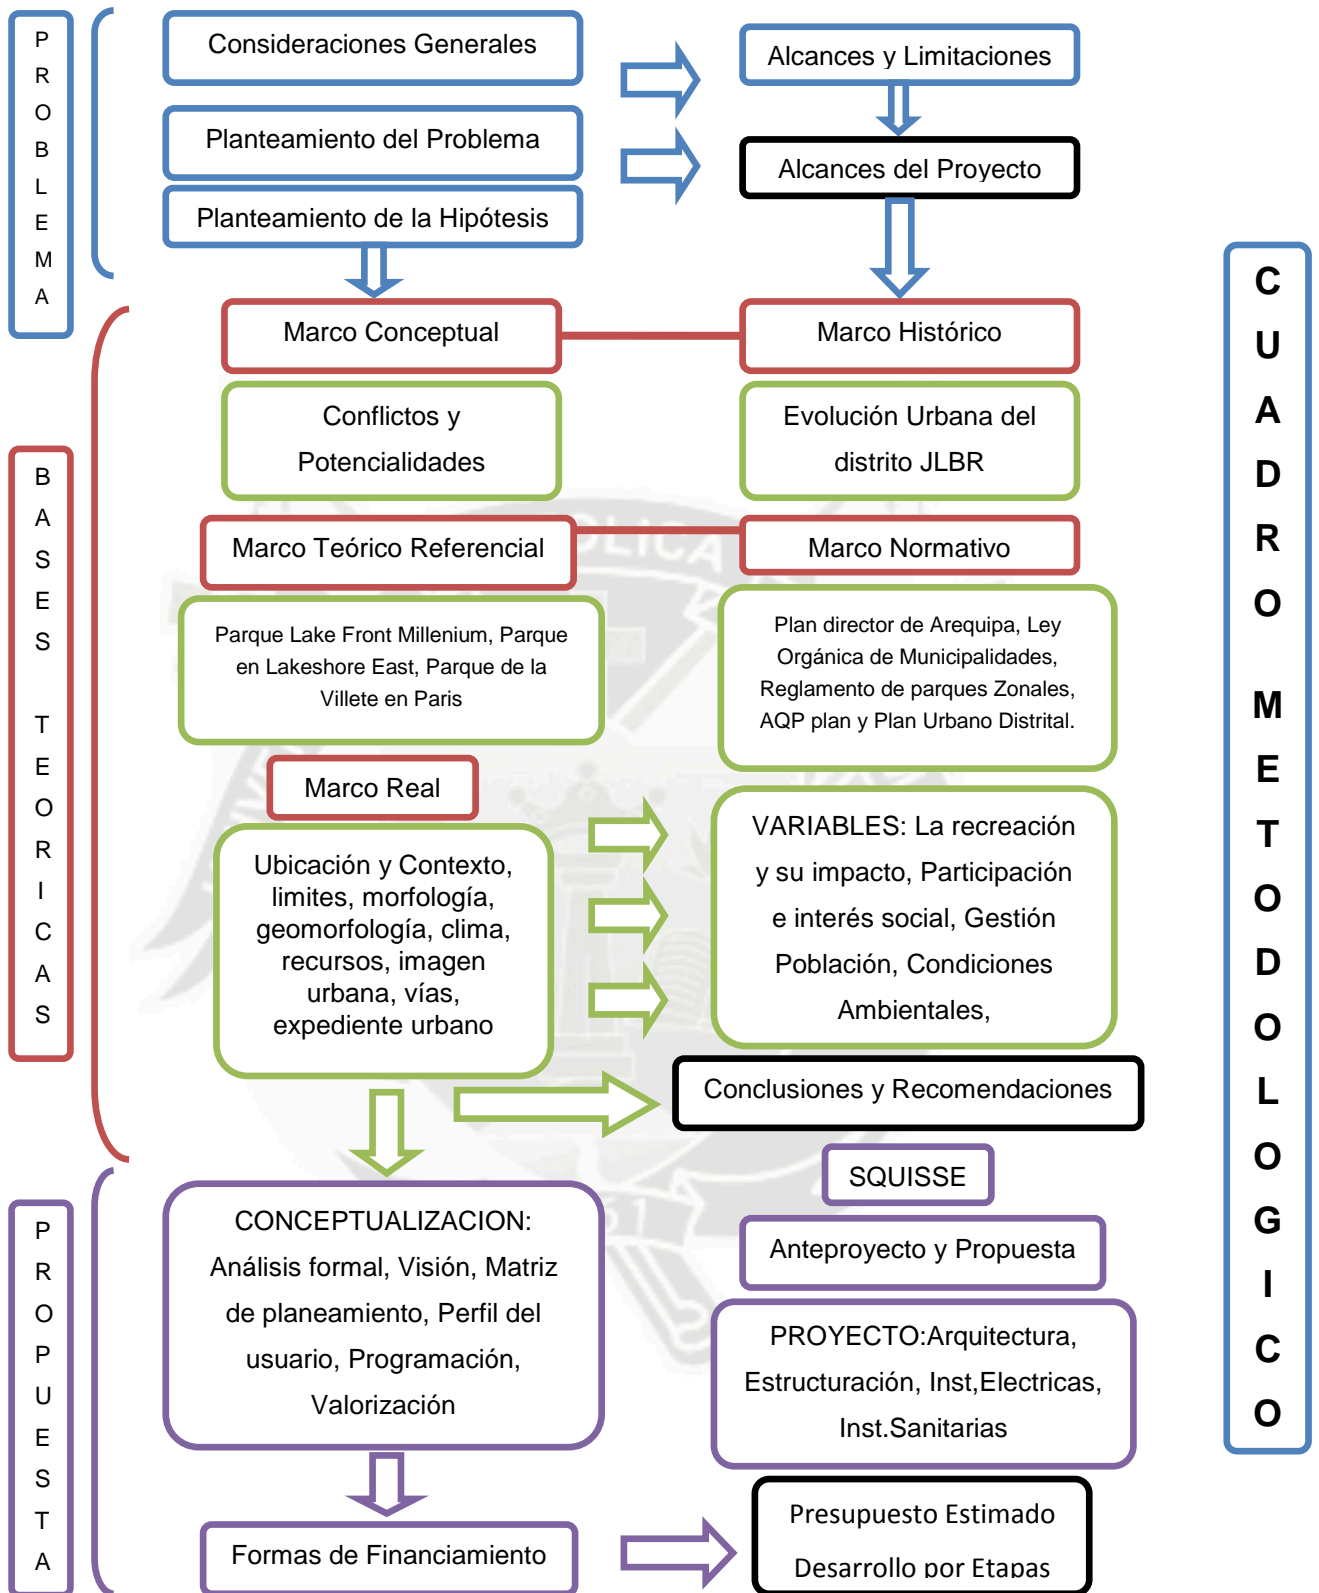 PROBLEMA
Consideraciones Generales
Alcances y Limitaciones
Planteamiento del Problema
Alcances del Proyecto
Planteamiento de la Hipótesis
BASES TEORICAS
Marco Conceptual
Marco Histórico
Conflictos y
Potencialidades
Evolución Urbana del
distrito JLBR
Marco Teórico Referencial
Marco Normativo
Parque Lake Front Millenium, Parque
en Lakeshore East, Parque de la
Villete en Paris
Plan director de Arequipa, Ley
Orgánica de Municipalidades,
Reglamento de parques Zonales,
AQP plan y Plan Urbano Distrital.
Marco Real
Ubicación y Contexto,
limites, morfología,
geomorfología, clima,
recursos, imagen
urbana, vías,
expediente urbano
VARIABLES: La recreación
y su impacto, Participación
e interés social, Gestión
Población, Condiciones
Ambientales,
Conclusiones y Recomendaciones
PROPUESTA
CONCEPTUALIZACION:
Análisis formal, Visión, Matriz
de planeamiento, Perfil del
usuario, Programación,
Valorización
SQUISSE
Anteproyecto y Propuesta
PROYECTO:Arquitectura,
Estructuración, Inst,Electricas,
Inst.Sanitarias
Formas de Financiamiento
Presupuesto Estimado
Desarrollo por Etapas
CUADRO METODOLOGICO